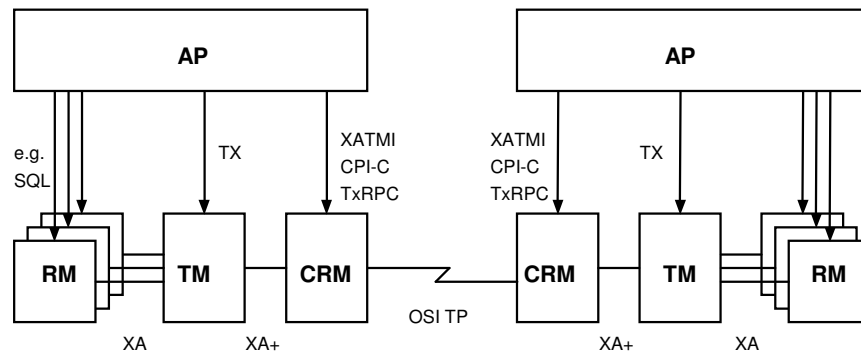 AP
AP
e.g.
SQL
TX
XATMI
CPI-C
TxRPC
XATMI
CPI-C
TxRPC
TX
RM
TM
CRM
CRM
TM
RM
OSI TP
XA
XA+
XA+
XA